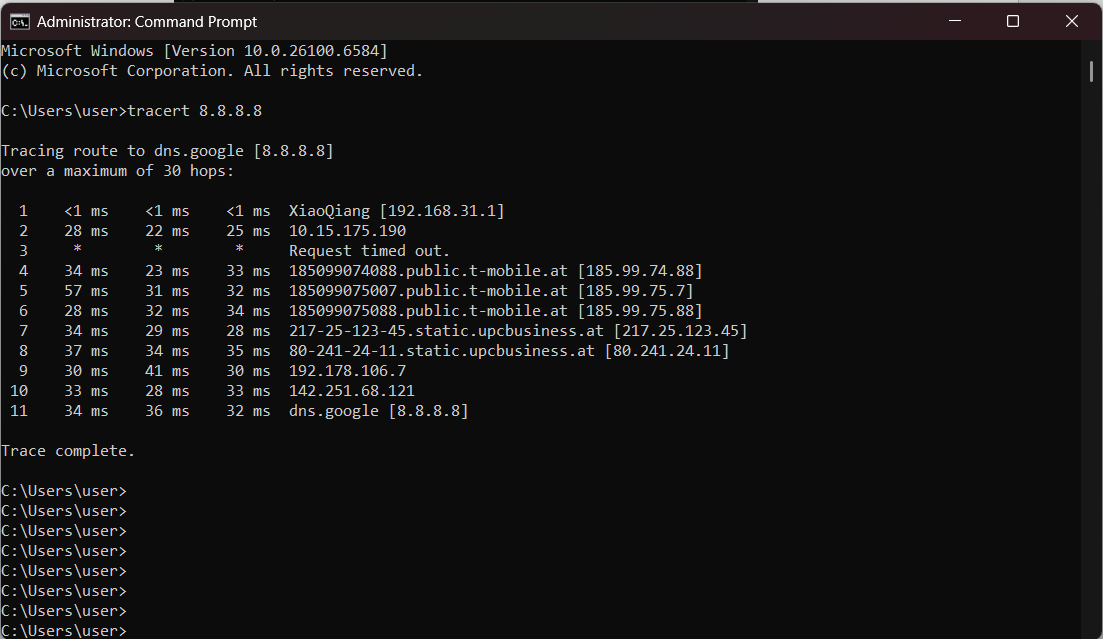 Administrator: Command Prompt
Microsoft Windows [Version 10.0.26100.6584]
(c) Microsoft Corporation. All rights reserved.
C:\Users\user>tracert 8.8.8.8
Tracing route to dns.google [8.8.8.8]
over a maximum of 30 hops:
  1    <1 ms    <1 ms    <1 ms  XiaoQiang [192.168.31.1]
  2    28 ms    22 ms    25 ms  10.15.175.190
  3     *        *        *     Request timed out.
  4    34 ms    23 ms    33 ms  185099074088.public.t-mobile.at [185.99.74.88]
  5    57 ms    31 ms    32 ms  185099075007.public.t-mobile.at [185.99.75.7]
  6    28 ms    32 ms    34 ms  185099075088.public.t-mobile.at [185.99.75.88]
  7    34 ms    29 ms    28 ms  217-25-123-45.static.upcbusiness.at [217.25.123.45]
  8    37 ms    34 ms    35 ms  80-241-24-11.static.upcbusiness.at [80.241.24.11]
  9    30 ms    41 ms    30 ms  192.178.106.7
 10    33 ms    28 ms    33 ms  142.251.68.121
 11    34 ms    36 ms    32 ms  dns.google [8.8.8.8]
Trace complete.
C:\Users\user>
C:\Users\user>
C:\Users\user>
C:\Users\user>
C:\Users\user>
C:\Users\user>
C:\Users\user>
C:\Users\user>